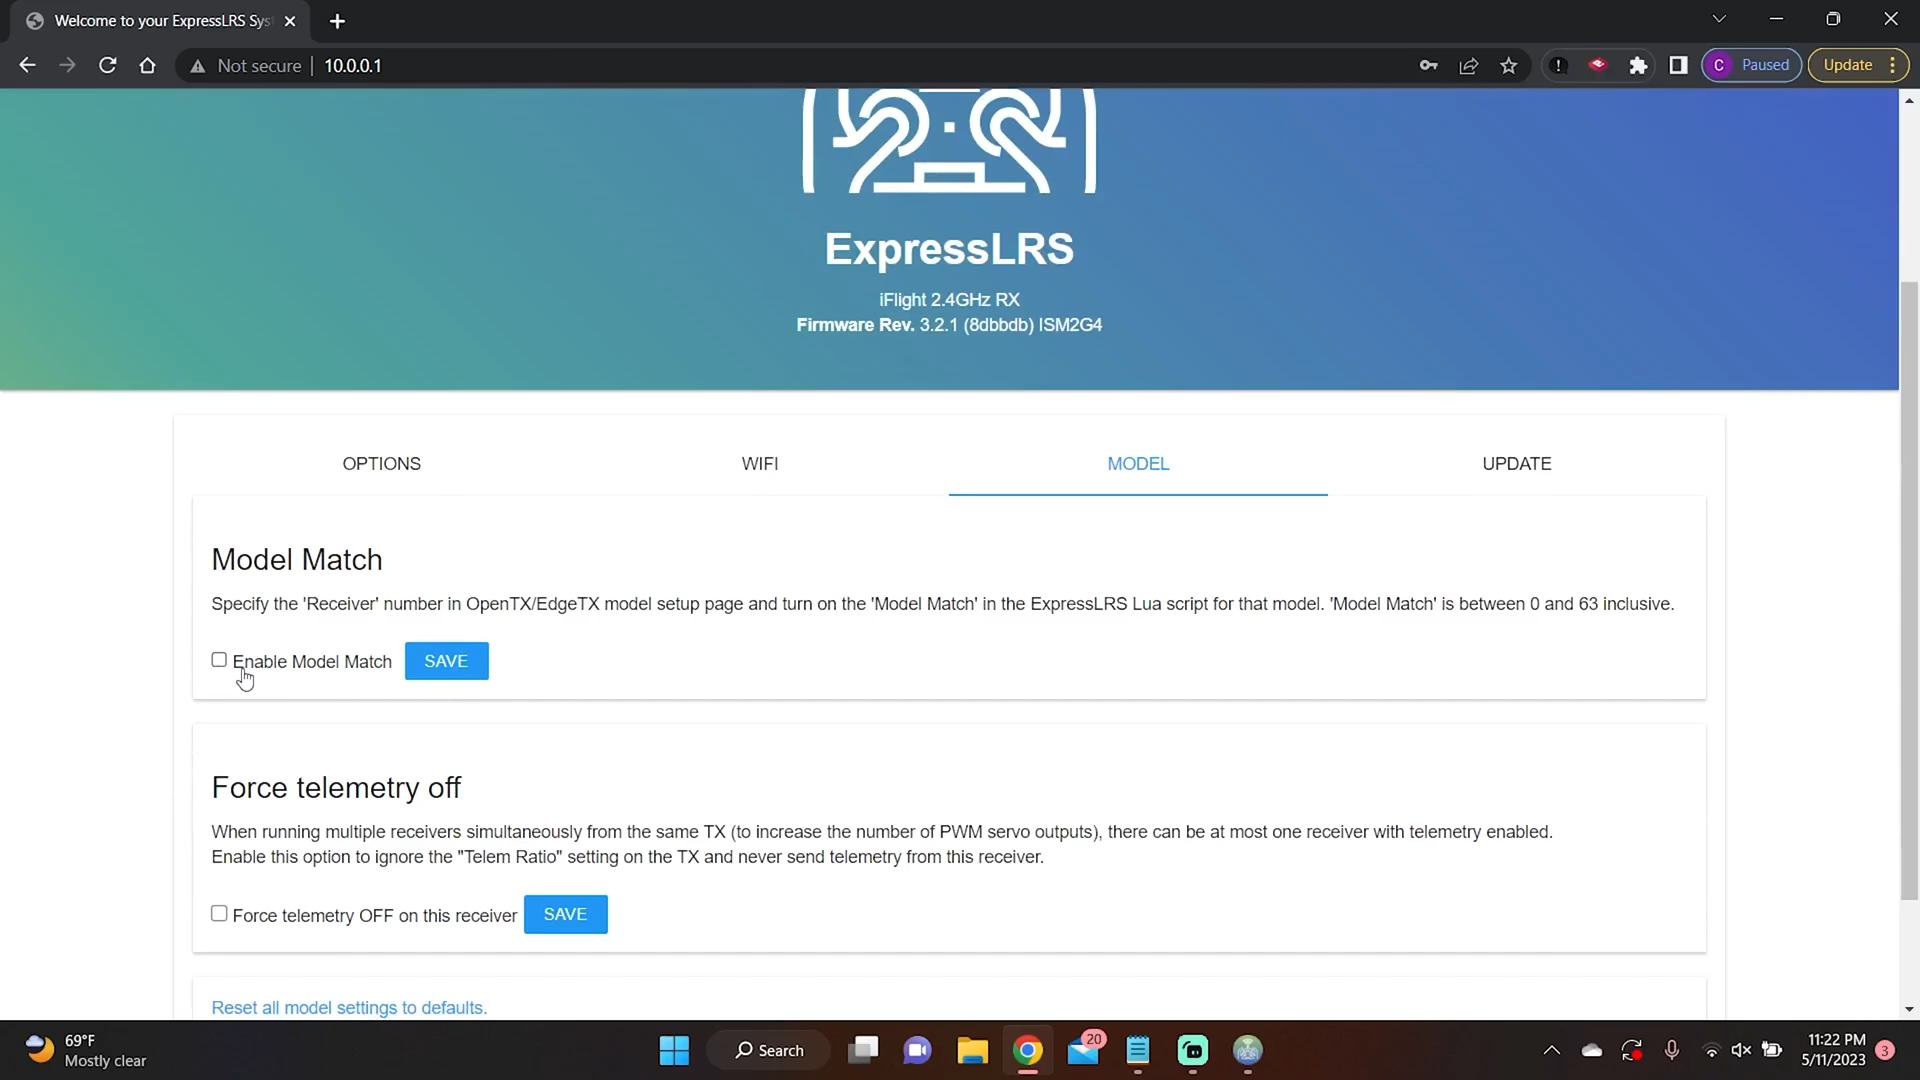 Welcome to your ExpressLRS Sys
Not secure
10.0.0.1
C
Paused
Update
ExpressLRS
iFlight 2.4GHz RX
Firmware Rev. 3.2.1 (8dbbdb) ISM2G4
OPTIONS
WIFI
MODEL
UPDATE
Model Match
Specify the 'Receiver' number in OpenTX/EdgeTX model setup page and turn on the 'Model Match' in the ExpressLRS Lua script for that model. 'Model Match' is between 0 and 63 inclusive.
Enable Model Match
SAVE
Force telemetry off
When running multiple receivers simultaneously from the same TX (to increase the number of PWM servo outputs), there can be at most one receiver with telemetry enabled.
Enable this option to ignore the "Telem Ratio" setting on the TX and never send telemetry from this receiver.
Force telemetry OFF on this receiver
SAVE
Reset all model settings to defaults.
69°F
Mostly clear
Search
20
11:22 PM
5/11/2023
3